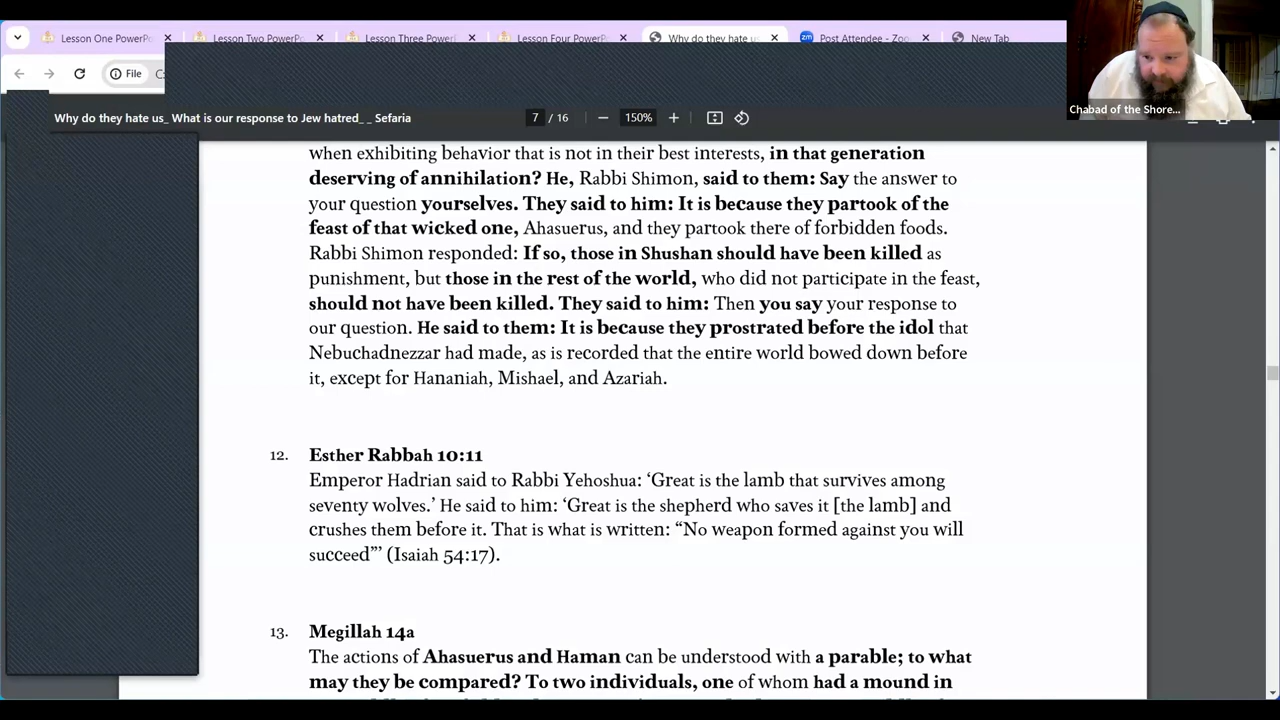 Lesson One PowerPo
Lesson Two PowerPo
Lesson Three PowerP
Lesson Four PowerPo
Why do they hate us
Post Attendee - Zoo
New Tab
File
Why do they hate us_ What is our response to Jew hatred_ _ Sefaria
7 / 16
150%
Chabad of the Shore...
when exhibiting behavior that is not in their best interests, in that generation
deserving of annihilation? He, Rabbi Shimon, said to them: Say the answer to
your question yourselves. They said to him: It is because they partook of the
feast of that wicked one, Ahasuerus, and they partook there of forbidden foods.
Rabbi Shimon responded: If so, those in Shushan should have been killed as
punishment, but those in the rest of the world, who did not participate in the feast,
should not have been killed. They said to him: Then you say your response to
our question. He said to them: It is because they prostrated before the idol that
Nebuchadnezzar had made, as is recorded that the entire world bowed down before
it, except for Hananiah, Mishael, and Azariah.
12. Esther Rabbah 10:11
Emperor Hadrian said to Rabbi Yehoshua: ‘Great is the lamb that survives among
seventy wolves.’ He said to him: ‘Great is the shepherd who saves it [the lamb] and
crushes them before it. That is what is written: “No weapon formed against you will
succeed”’ (Isaiah 54:17).
13. Megillah 14a
The actions of Ahasuerus and Haman can be understood with a parable; to what
may they be compared? To two individuals, one of whom had a mound in